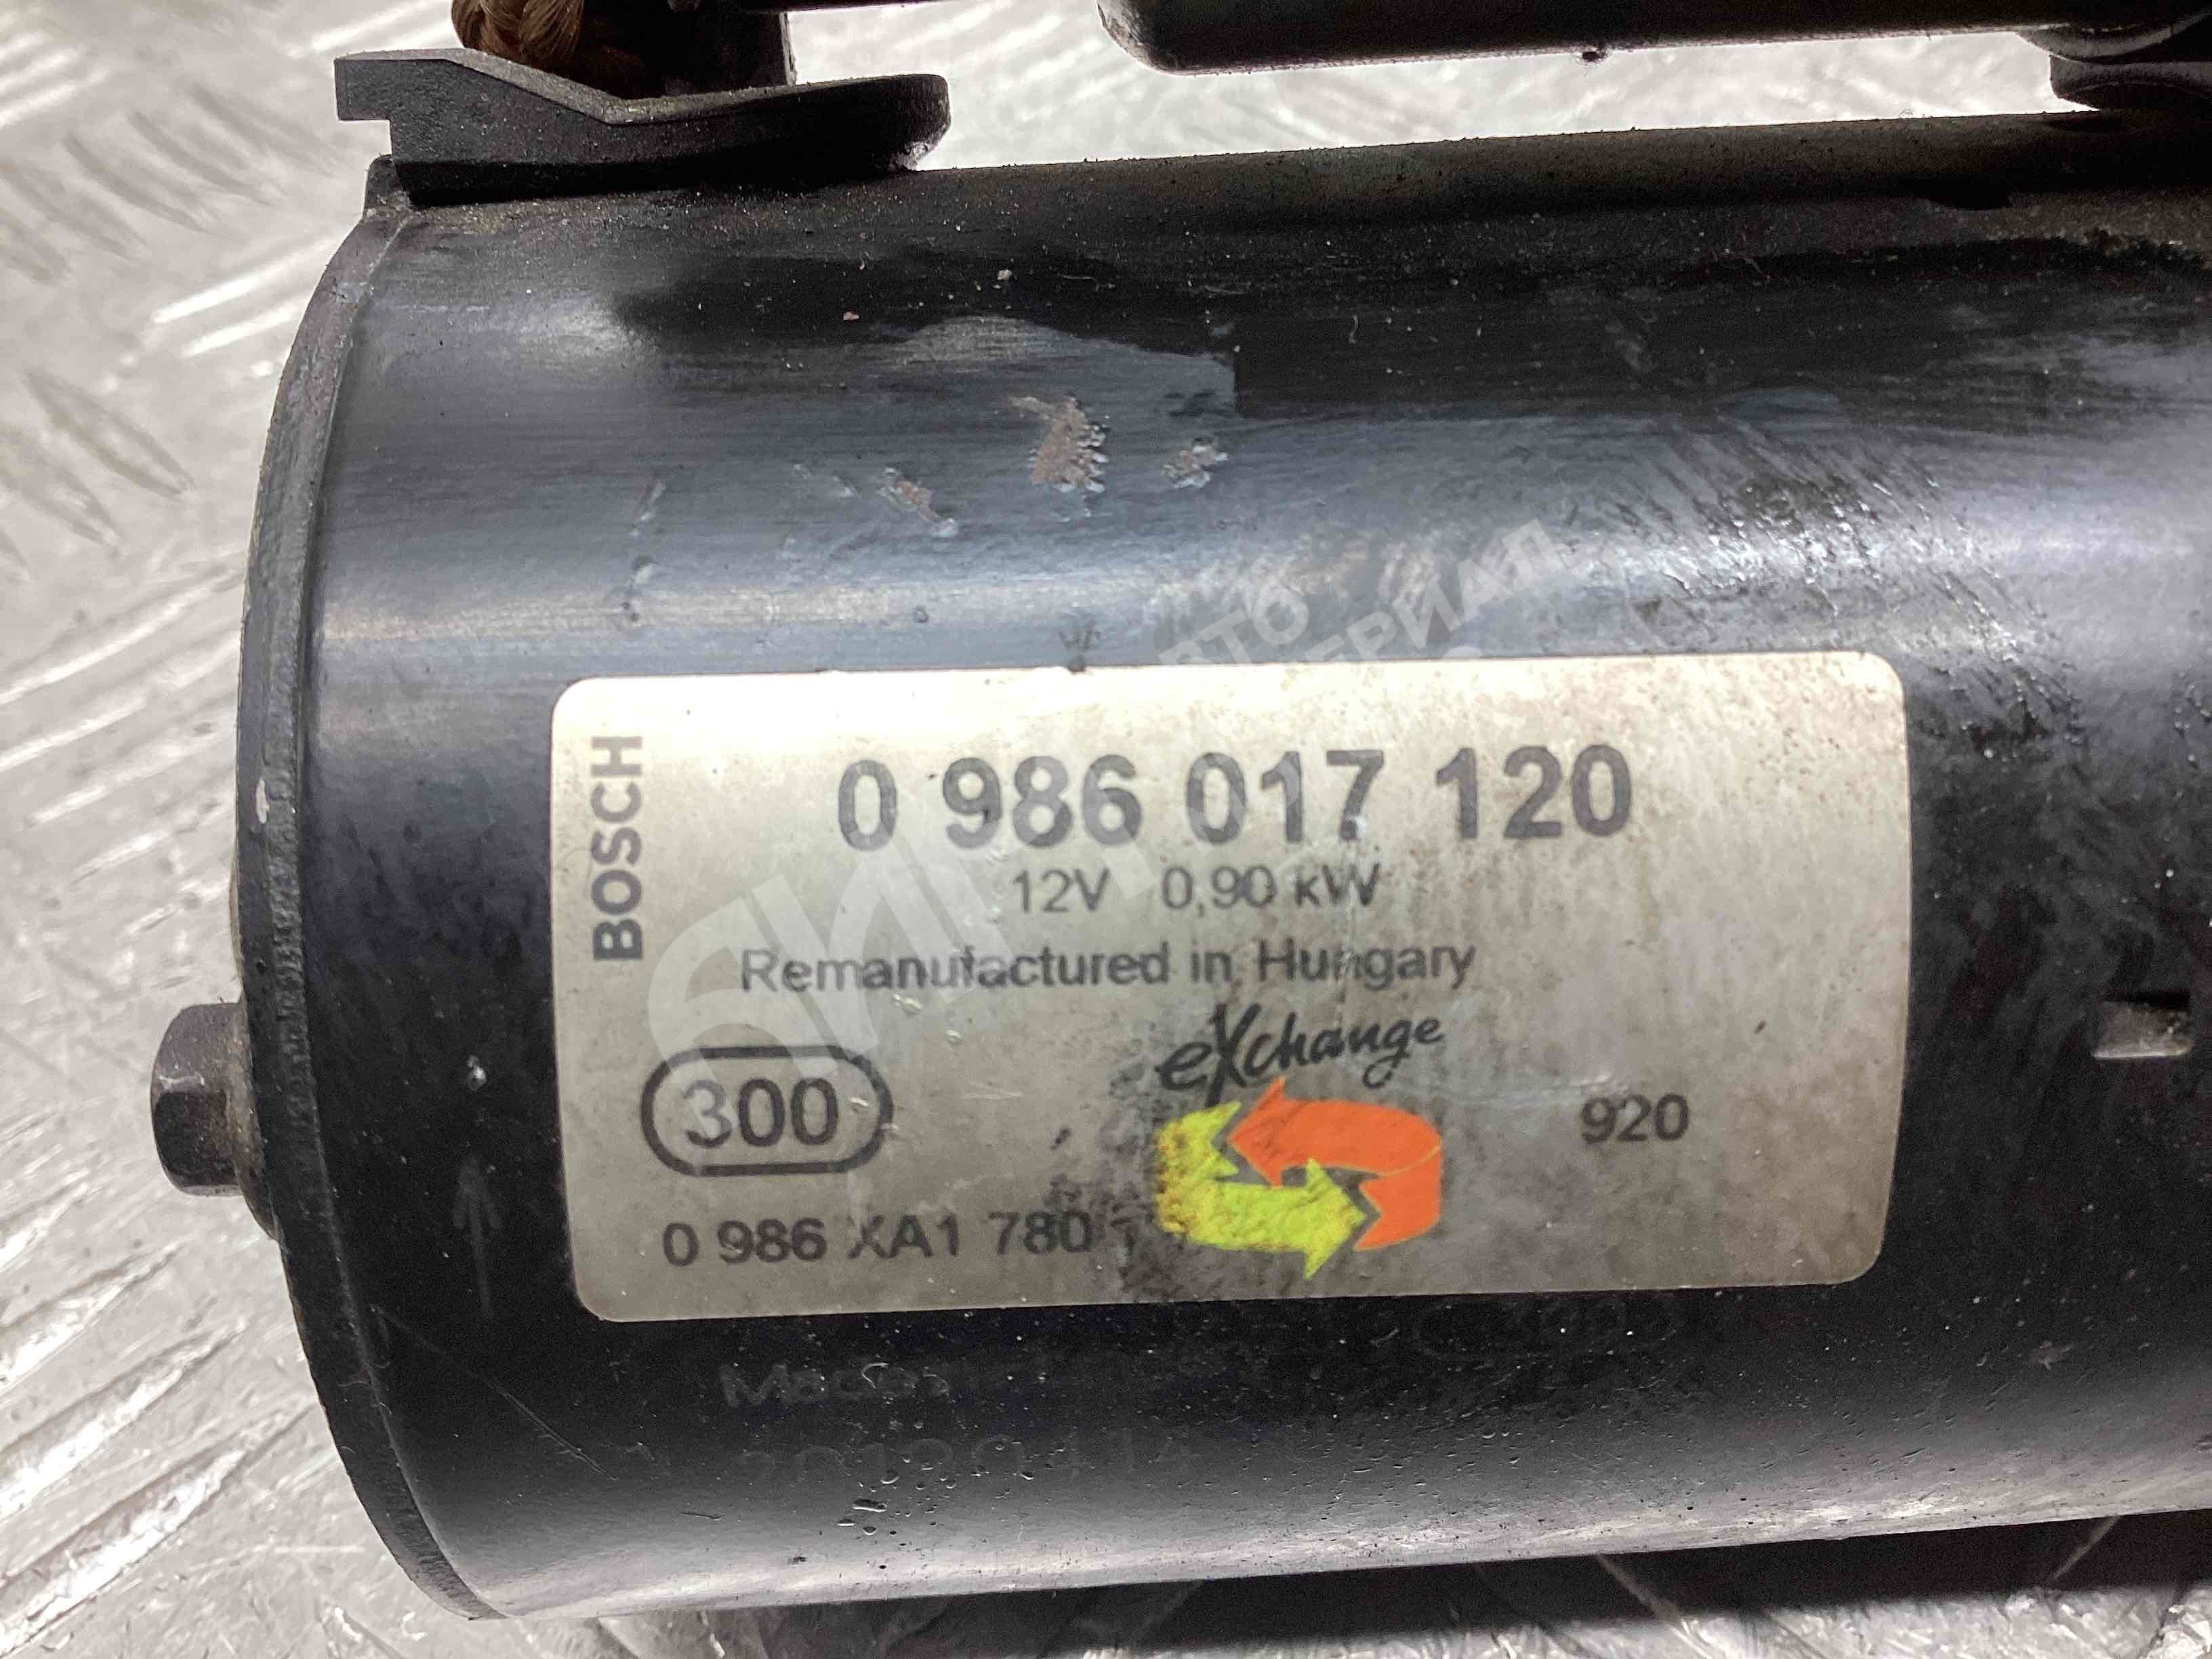 BOSCH
0 986 017 120
12V 0,90 kW
Remanufactured in Hungary
eXchange
300
920
0 986 XA1 780